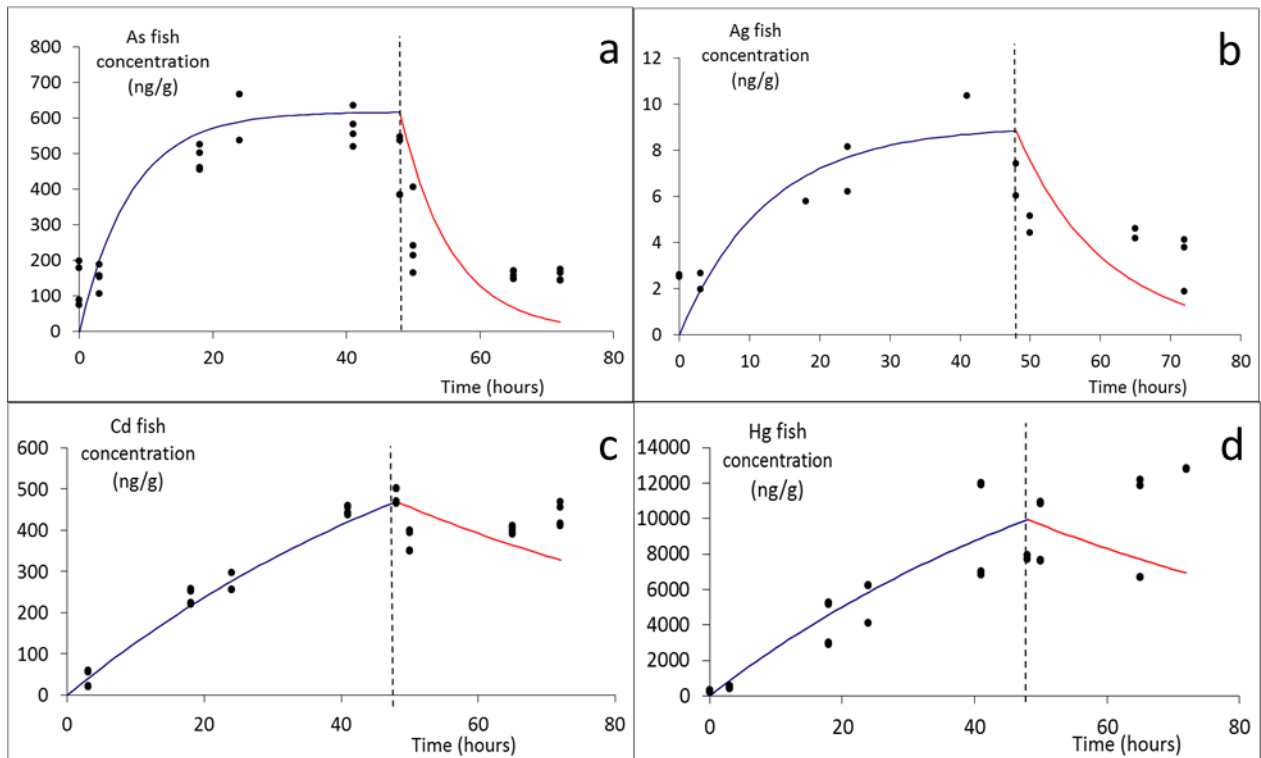 As fish
concentration
(ng/g)
a
800
700
600
500
400
300
200
100
0
0 20 40 60 80
Time (hours)
Ag fish
concentration
(ng/g)
b
12
10
8
6
4
2
0
0 10 20 30 40 50 60 70 80
Time (hours)
Cd fish
concentration
(ng/g)
c
600
500
400
300
200
100
0
0 20 40 60 80
Time (hours)
Hg fish
concentration
(ng/g)
d
14000
12000
10000
8000
6000
4000
2000
0
0 20 40 60 80
Time (hours)